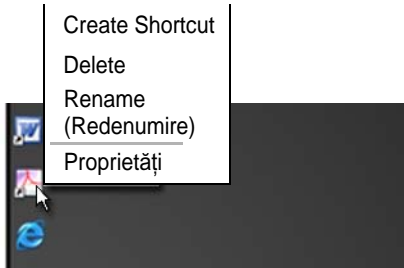 Create Shortcut
Delete
Rename
(Redenumire)
Proprietăți